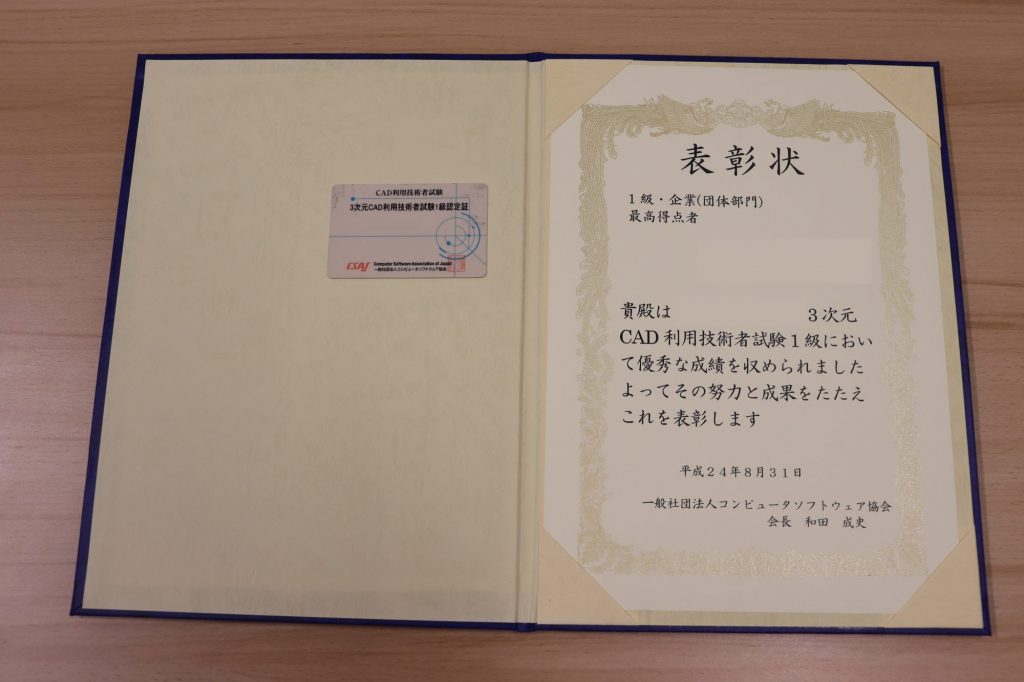 CAD利用技術者試験
3次元CAD利用技術者試験1級認定証
CSAJ Computer Software Association of Japan
一般社団法人コンピュータソフトウェア協会
表彰状
1級・企業(団体部門)
最高得点者
貴殿は 3次元
CAD利用技術者試験1級におい
て優秀な成績を収められました
よってその努力と成果をたたえ
これを表彰します
平成24年8月31日
一般社団法人コンピュータソフトウェア協会
会長 和田 成史